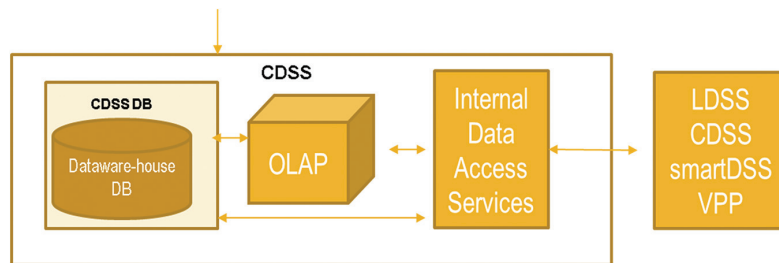 CDSS
CDSS DB
Dataware-house
DB
OLAP
Internal
Data
Access
Services
LDSS
CDSS
smartDSS
VPP